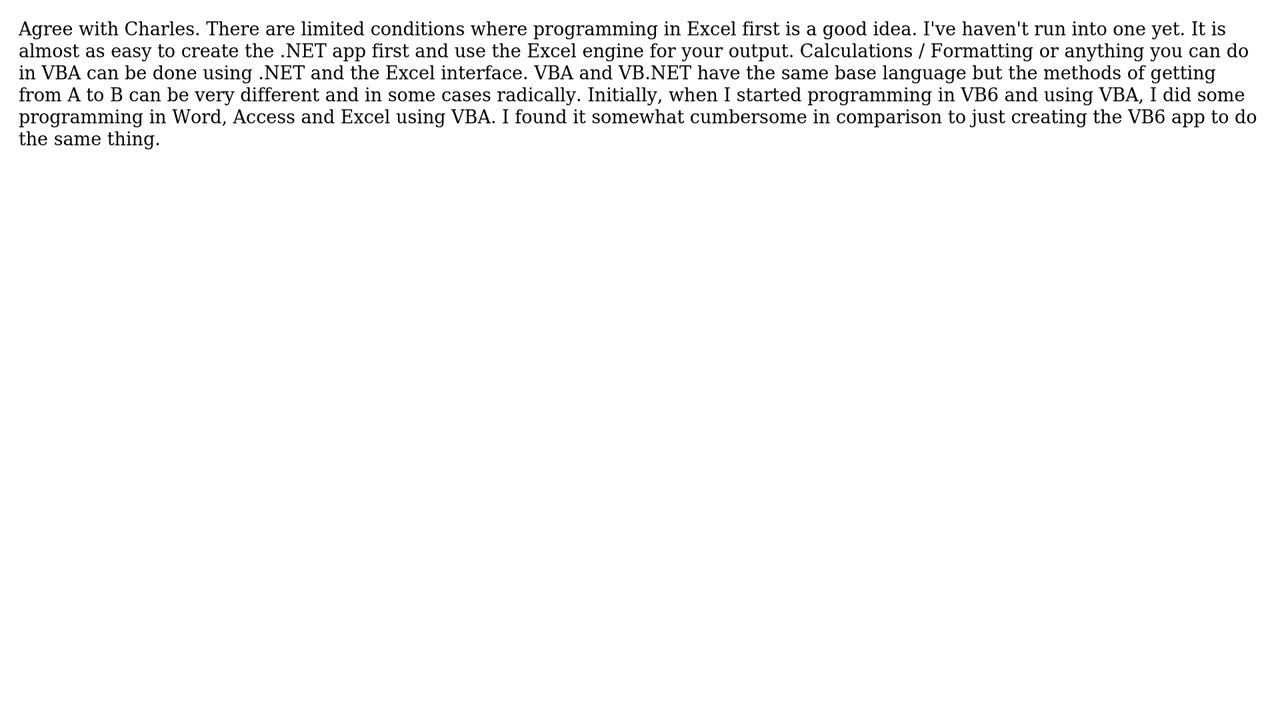 Agree with Charles. There are limited conditions where programming in Excel first is a good idea. I've haven't run into one yet. It is
almost as easy to create the .NET app first and use the Excel engine for your output. Calculations / Formatting or anything you can do
in VBA can be done using .NET and the Excel interface. VBA and VB.NET have the same base language but the methods of getting
from A to B can be very different and in some cases radically. Initially, when I started programming in VB6 and using VBA, I did some
programming in Word, Access and Excel using VBA. I found it somewhat cumbersome in comparison to just creating the VB6 app to do
the same thing.